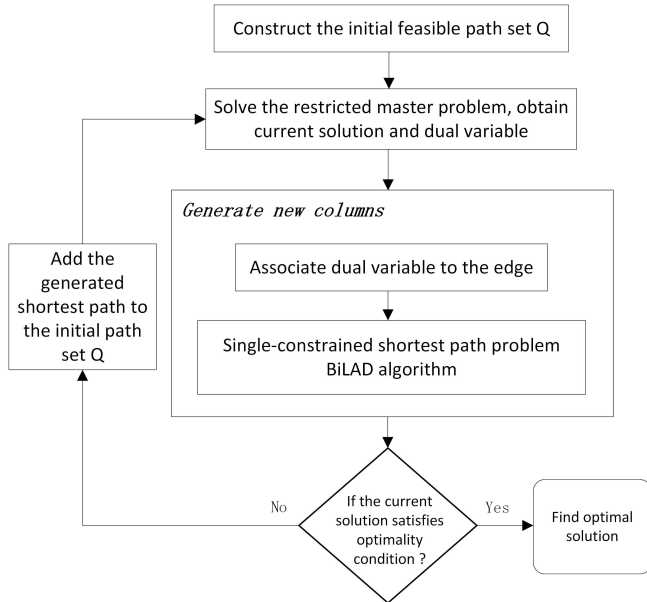 Construct the initial feasible path set Q
Solve the restricted master problem, obtain
current solution and dual variable
Generate new columns
Associate dual variable to the edge
Single-constrained shortest path problem
BiLAD algorithm
Add the
generated
shortest path to
the initial path
set Q
If the current
solution satisfies
optimality
condition ?
No
Yes
Find optimal
solution